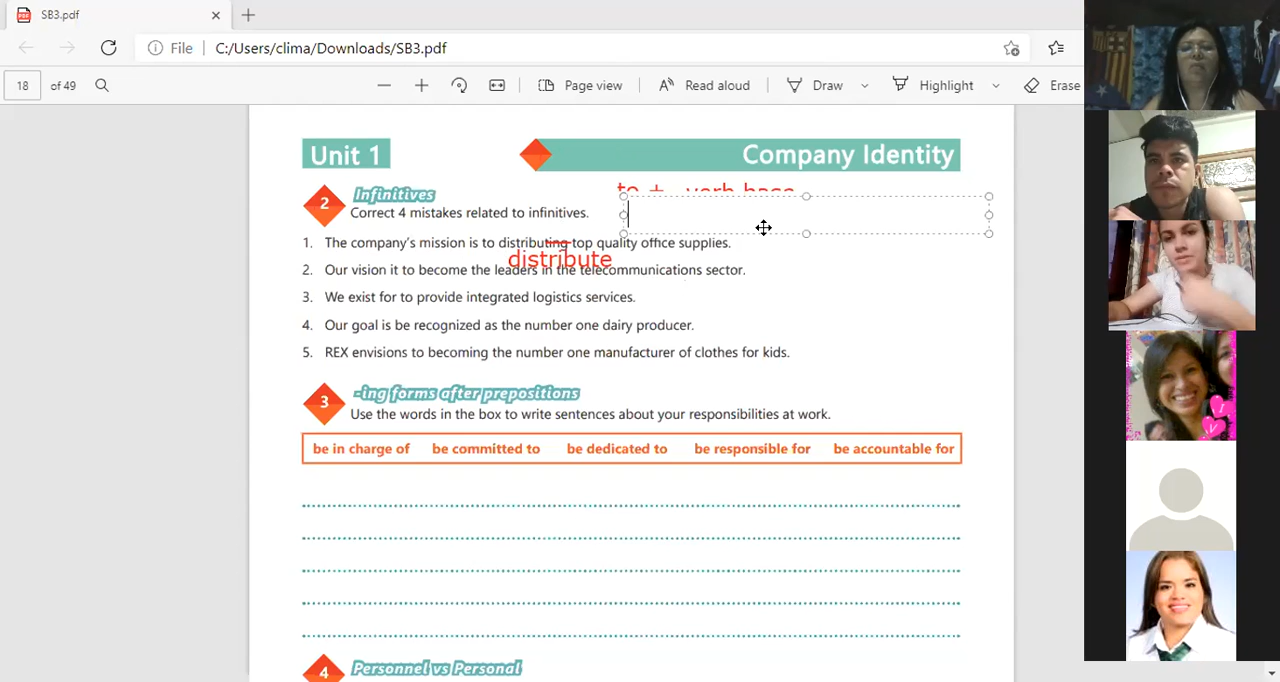 SB3.pdf
File C:/Users/clima/Downloads/SB3.pdf
18 of 49 Page view Read aloud Draw Highlight Erase
Unit 1 Company Identity
to + verb base
2 Infinitives
Correct 4 mistakes related to infinitives.
1. The company's mission is to distributing top quality office supplies.
distribute
2. Our vision it to become the leaders in the telecommunications sector.
3. We exist for to provide integrated logistics services.
4. Our goal is be recognized as the number one dairy producer.
5. REX envisions to becoming the number one manufacturer of clothes for kids.
3 -ing forms after prepositions
Use the words in the box to write sentences about your responsibilities at work.
be in charge of be committed to be dedicated to be responsible for be accountable for
4 Personnel vs Personal